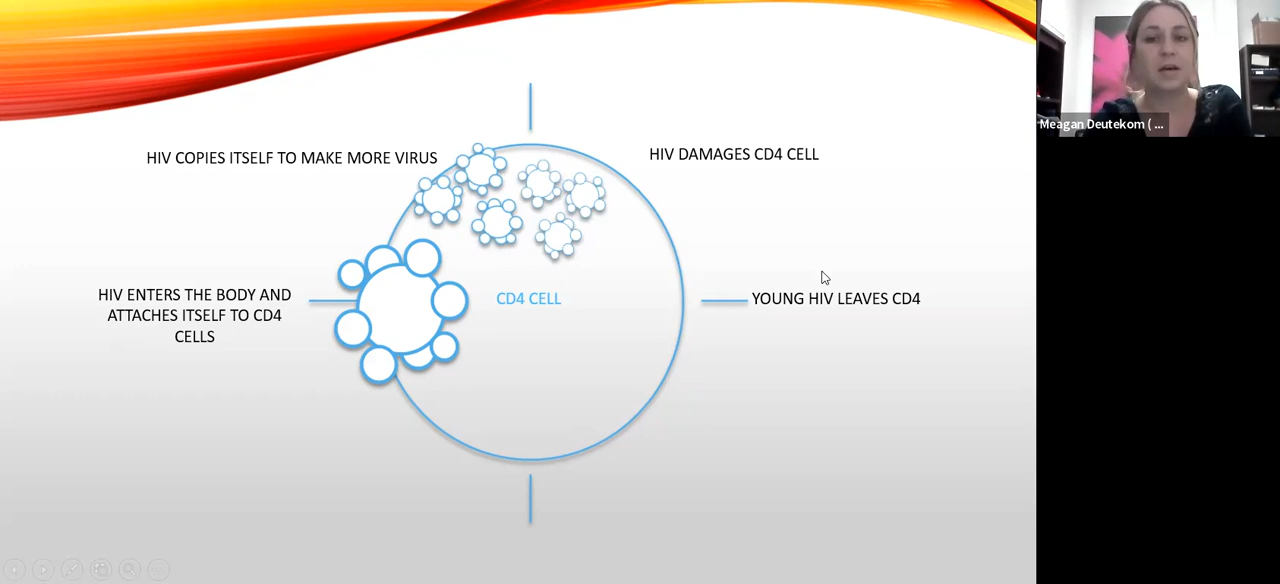 HIV COPIES ITSELF TO MAKE MORE VIRUS
HIV DAMAGES CD4 CELL
HIV ENTERS THE BODY AND
ATTACHES ITSELF TO CD4
CELLS
CD4 CELL
YOUNG HIV LEAVES CD4
Meagan Deutekom ( ...